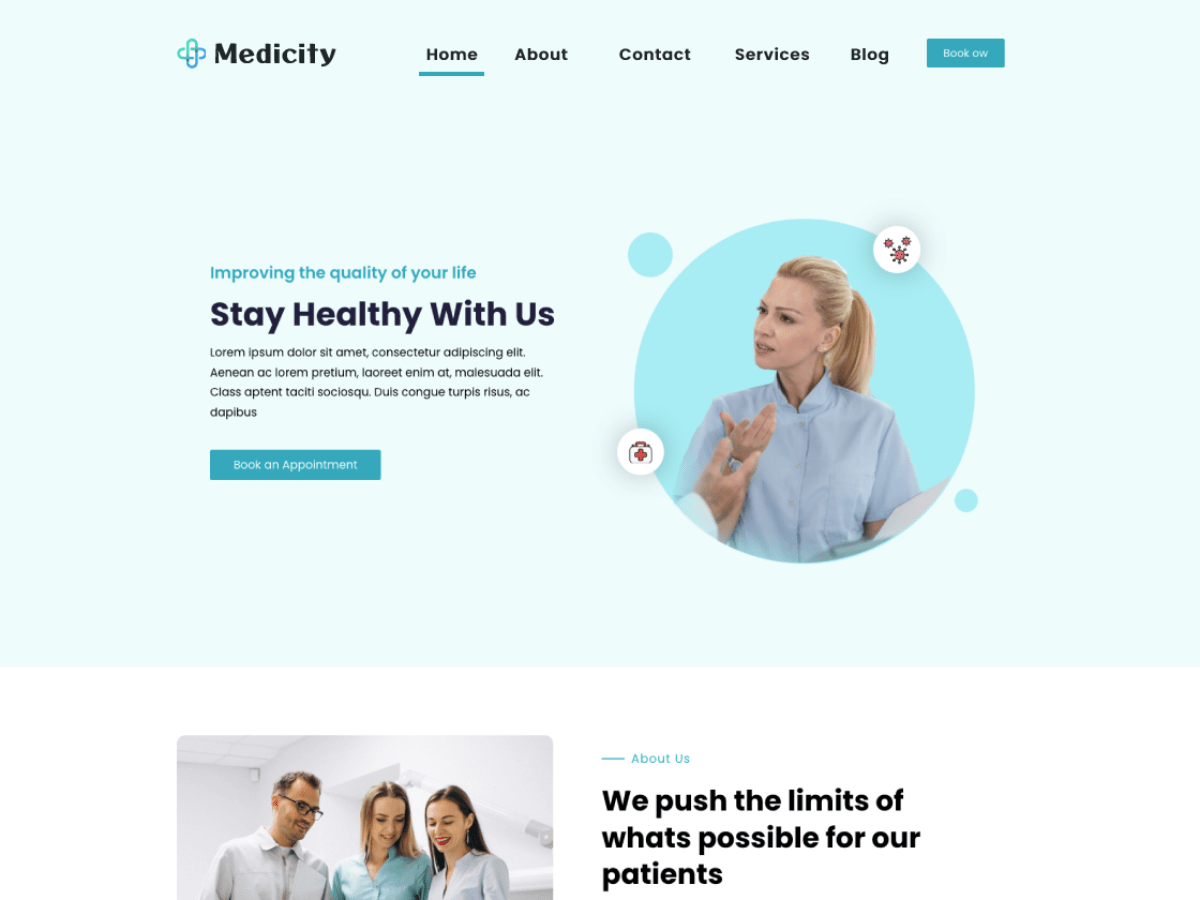 Medicity
Home About Contact Services Blog Book ow
Improving the quality of your life
Stay Healthy With Us
Lorem ipsum dolor sit amet, consectetur adipiscing elit.
Aenean ac lorem pretium, laoreet enim at, malesuada elit.
Class aptent taciti sociosqu. Duis congue turpis risus, ac
dapibus
Book an Appointment
About Us
We push the limits of
whats possible for our
patients